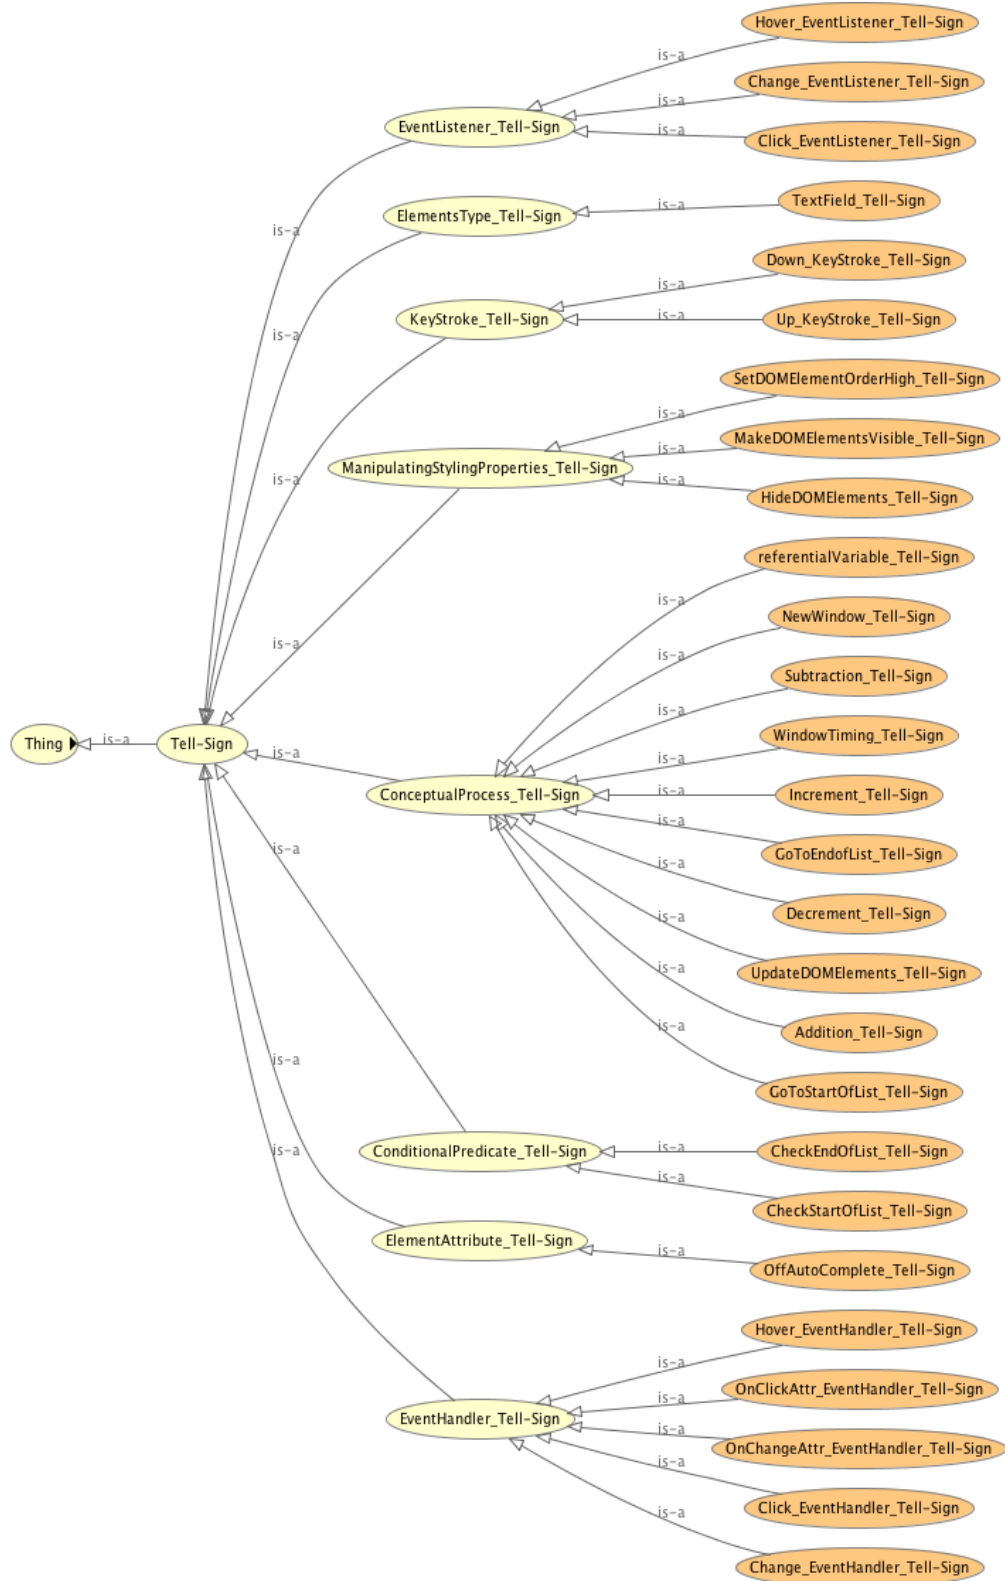 Hover_EventListener_Tell-Sign
is-a
Change_EventListener_Tell-Sign
is-a
EventListener_Tell-Sign
is-a
Click_EventListener_Tell-Sign
TextField_Tell-Sign
is-a
ElementsType_Tell-Sign
is-a
Down_KeyStroke_Tell-Sign
is-a
KeyStroke_Tell-Sign
is-a
Up_KeyStroke_Tell-Sign
is-a
SetDOMElementOrderHigh_Tell-Sign
is-a
MakeDOMElementsVisible_Tell-Sign
is-a
ManipulatingStylingProperties_Tell-Sign
is-a
is-a
HideDOMElements_Tell-Sign
referentialVariable_Tell-Sign
is-a
NewWindow_Tell-Sign
is-a
is-a
Subtraction_Tell-Sign
is-a
WindowTiming_Tell-Sign
Thing
is-a
Tell-Sign
is-a
is-a
ConceptualProcess_Tell-Sign
is-a
Increment_Tell-Sign
is-a
GoToEndofList_Tell-Sign
is-a
is-a
Decrement_Tell-Sign
is-a
UpdateDOMElements_Tell-Sign
is-a
Addition_Tell-Sign
is-a
is-a
GoToStartOfList_Tell-Sign
is-a
ConditionalPredicate_Tell-Sign
is-a
CheckEndOfList_Tell-Sign
is-a
CheckStartOfList_Tell-Sign
ElementAttribute_Tell-Sign
is-a
OffAutoComplete_Tell-Sign
Hover_EventHandler_Tell-Sign
is-a
OnClickAttr_EventHandler_Tell-Sign
is-a
EventHandler_Tell-Sign
is-a
OnChangeAttr_EventHandler_Tell-Sign
is-a
Click_EventHandler_Tell-Sign
is-a
Change_EventHandler_Tell-Sign